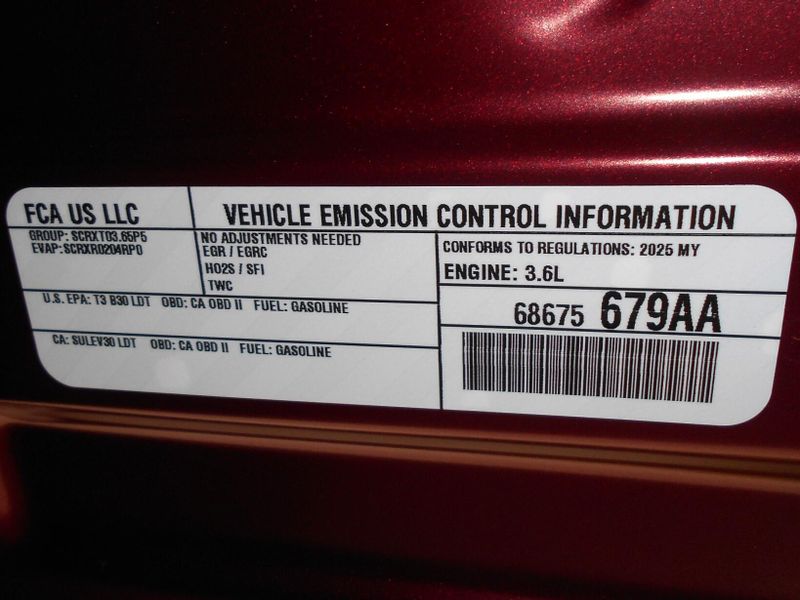 FCA US LLC
VEHICLE EMISSION CONTROL INFORMATION
GROUP: SCRXT03.65P5
EVAP:SCRXR0204RP0
NO ADJUSTMENTS NEEDED
EGR / EGRC
HO2S / SFI
TWC
CONFORMS TO REGULATIONS: 2025 MY
ENGINE: 3.6L
U.S. EPA: T3 B30 LDT OBD: CA OBD II FUEL: GASOLINE
68675 679AA
CA: SULEV30 LDT OBD: CA OBD II FUEL: GASOLINE